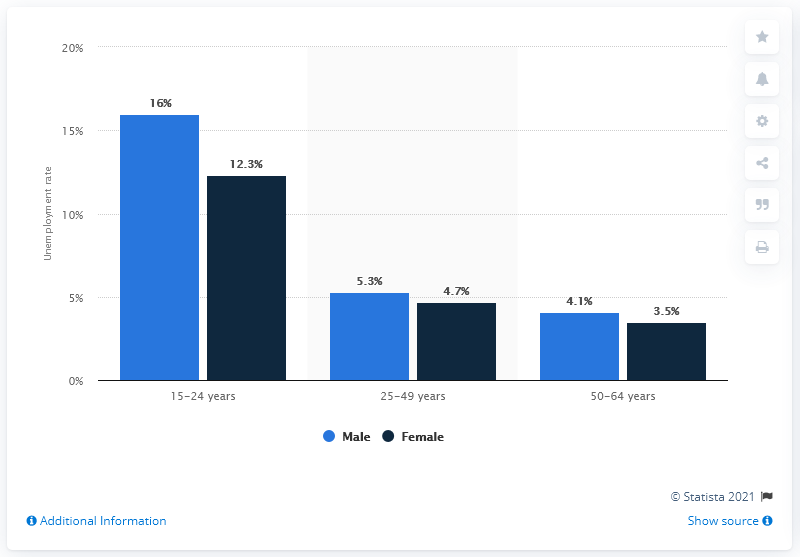 20%
15%
10%
5%
0%
Unemployment rate
16%
12.3%
5.3%
4.7%
4.1%
3.5%
15–24 years
25–49 years
50–64 years
Male
Female
© Statista 2021
Additional Information
Show source